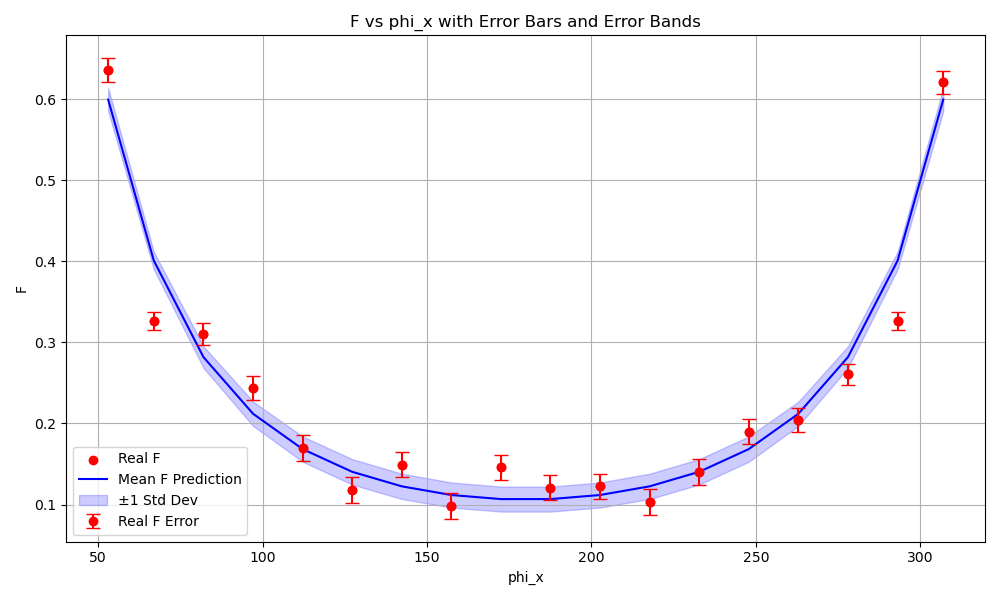 F vs phi_x with Error Bars and Error Bands
F
0.6
0.5
0.4
0.3
0.2
0.1
Real F
Mean F Prediction
±1 Std Dev
Real F Error
50 100 150 200 250 300
phi_x